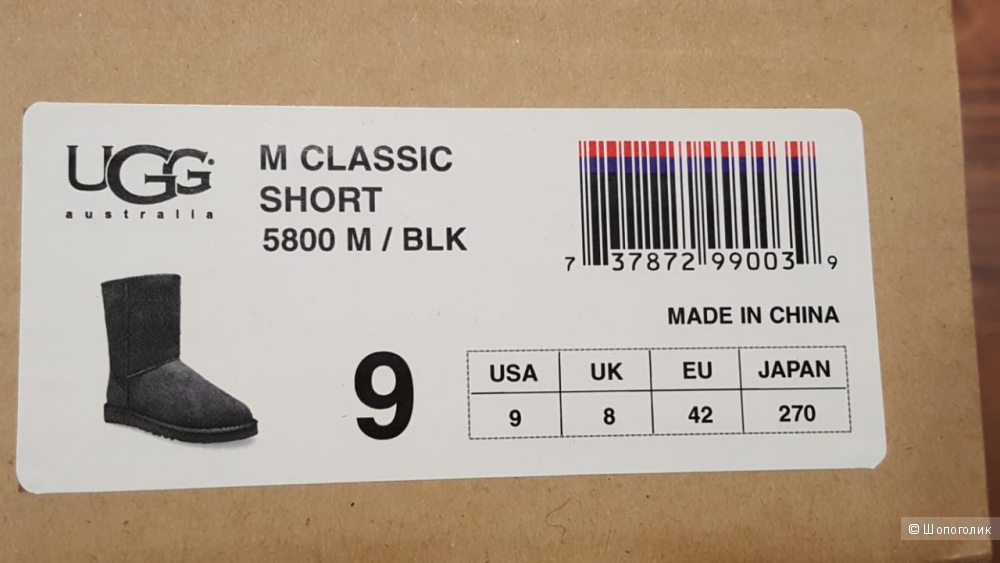 UGG
australia
M CLASSIC
SHORT
5800 M / BLK
7 37872 99003 9
MADE IN CHINA
9
USA UK EU JAPAN
9 8 42 270
© Шопоголик